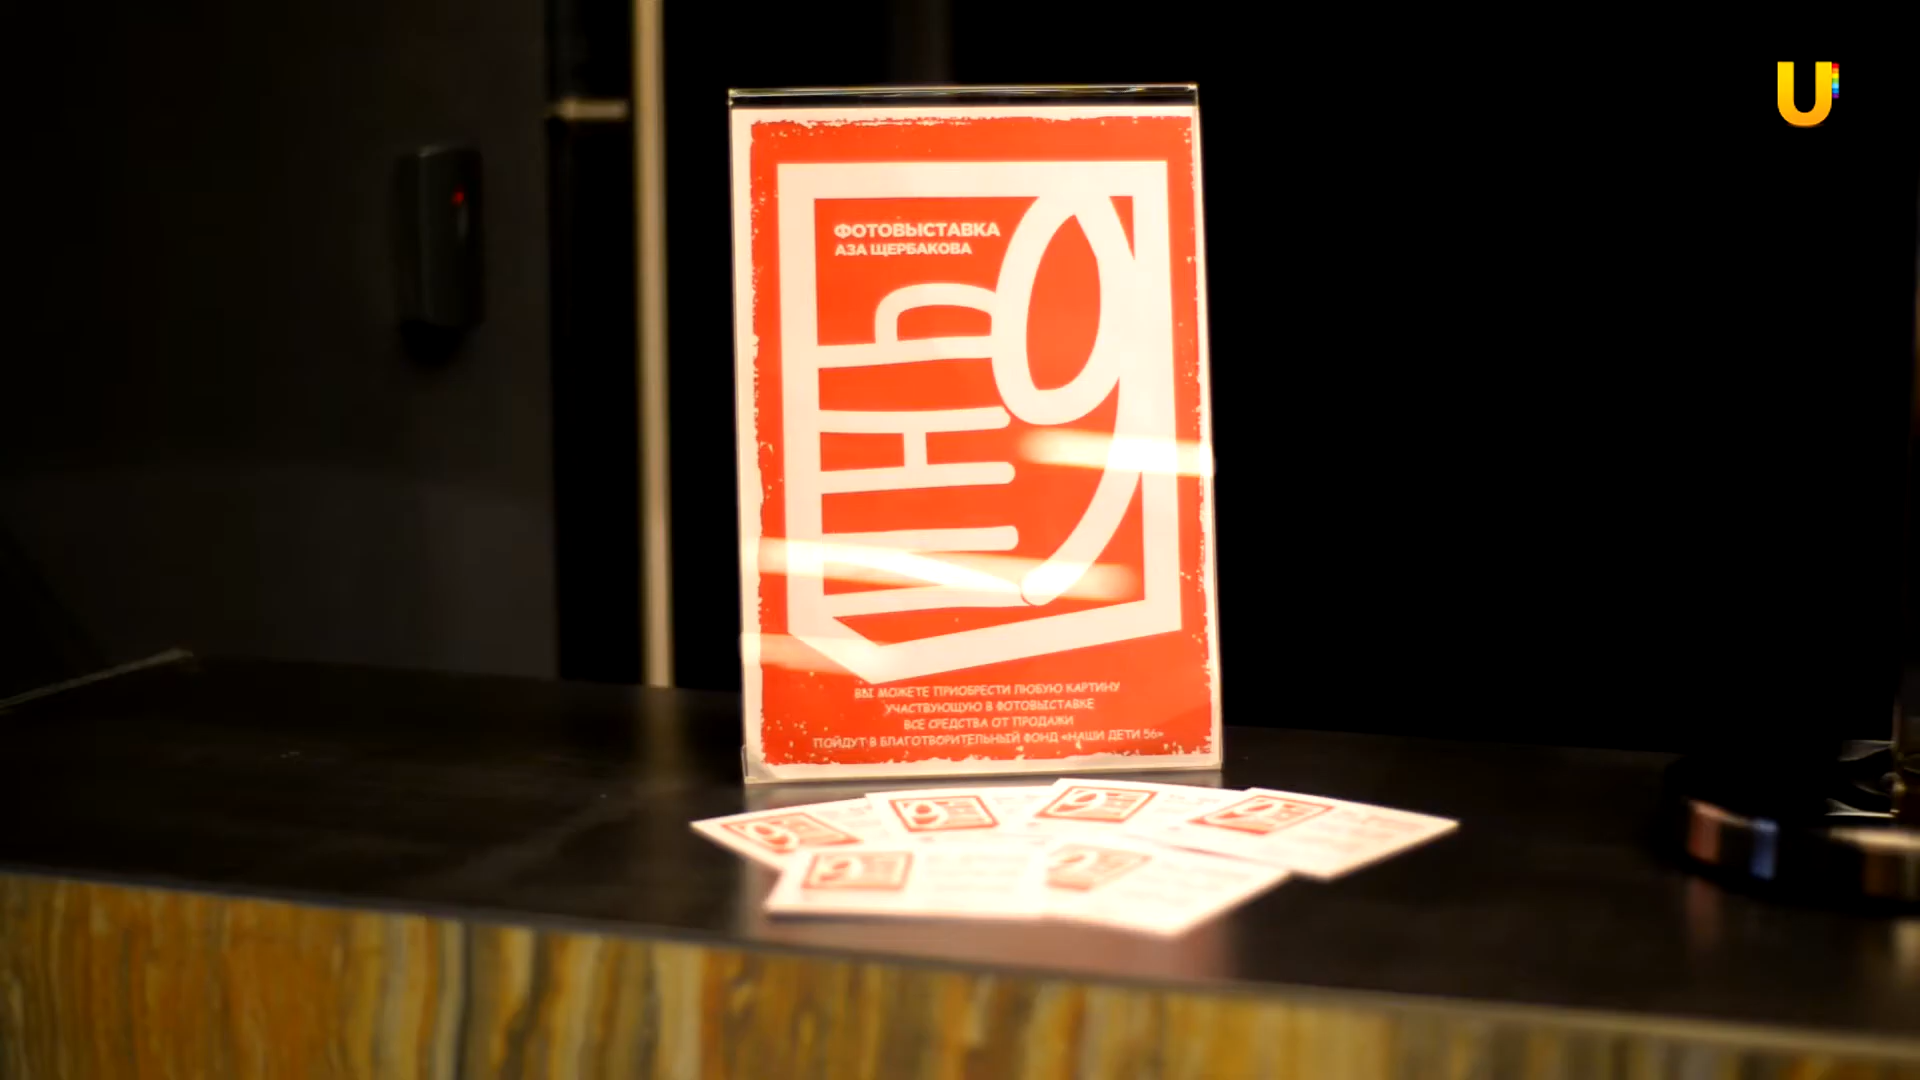 U
ФОТОВЫСТАВКА
АЗА ЩЕРБАКОВА
ВЫ МОЖЕТЕ ПРИОБРЕСТИ ЛЮБУЮ КАРТИНУ
УЧАСТВУЮЩУЮ В ФОТОВЫСТАВКЕ
ВСЕ СРЕДСТВА ОТ ПРОДАЖИ
ПОЙДУТ В БЛАГОТВОРИТЕЛЬНЫЙ ФОНД «НАШИ ДЕТИ 56»